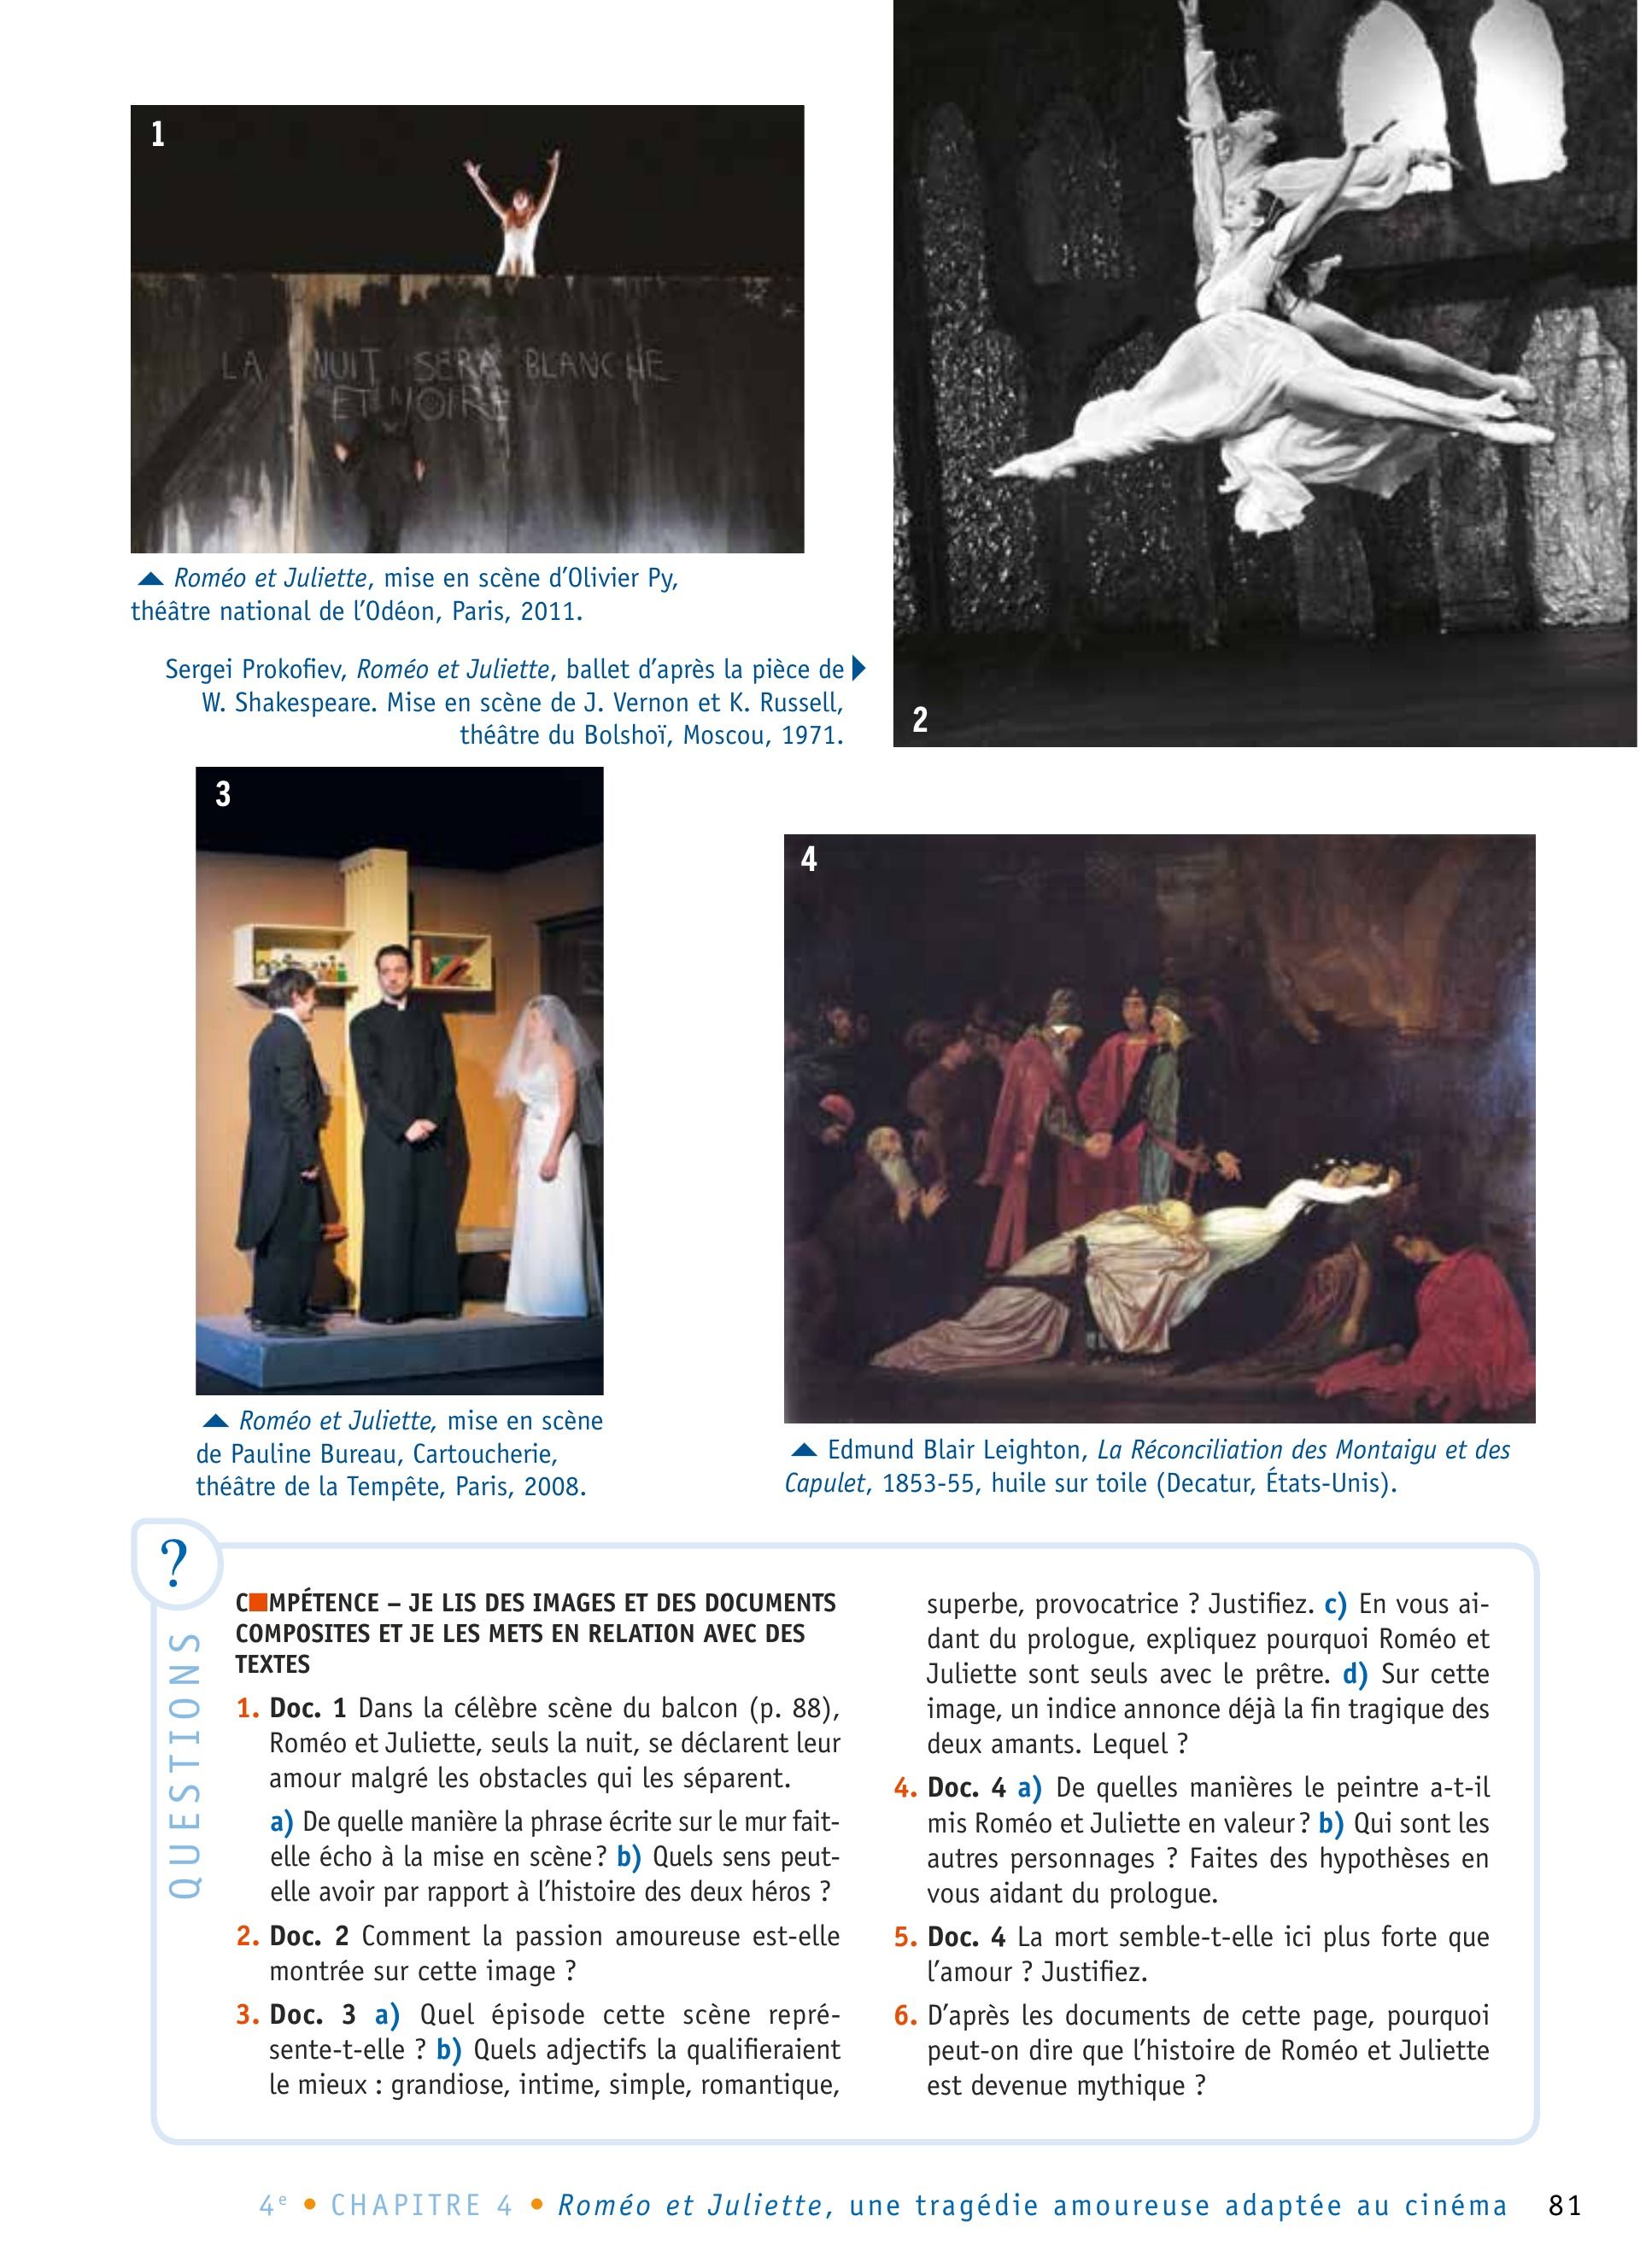 1
LA NUIT SERA BLANCHE
ET NOIRE
Roméo et Juliette, mise en scène d’Olivier Py,
théâtre national de l’Odéon, Paris, 2011.
Sergei Prokofiev, Roméo et Juliette, ballet d’après la pièce de
W. Shakespeare. Mise en scène de J. Vernon et K. Russell,
théâtre du Bolshoï, Moscou, 1971.
2
3
Roméo et Juliette, mise en scène
de Pauline Bureau, Cartoucherie,
théâtre de la Tempête, Paris, 2008.
4
Edmund Blair Leighton, La Réconciliation des Montaigu et des
Capulet, 1853-55, huile sur toile (Decatur, États-Unis).
?
QUESTIONS
C■MPÉTENCE – JE LIS DES IMAGES ET DES DOCUMENTS
COMPOSITES ET JE LES METS EN RELATION AVEC DES
TEXTES
1. Doc. 1 Dans la célèbre scène du balcon (p. 88),
Roméo et Juliette, seuls la nuit, se déclarent leur
amour malgré les obstacles qui les séparent.
a) De quelle manière la phrase écrite sur le mur fait-
elle écho à la mise en scène ? b) Quels sens peut-
elle avoir par rapport à l’histoire des deux héros ?
2. Doc. 2 Comment la passion amoureuse est-elle
montrée sur cette image ?
3. Doc. 3 a) Quel épisode cette scène repré-
sente-t-elle ? b) Quels adjectifs la qualifieraient
le mieux : grandiose, intime, simple, romantique,
superbe, provocatrice ? Justifiez. c) En vous ai-
dant du prologue, expliquez pourquoi Roméo et
Juliette sont seuls avec le prêtre. d) Sur cette
image, un indice annonce déjà la fin tragique des
deux amants. Lequel ?
4. Doc. 4 a) De quelles manières le peintre a-t-il
mis Roméo et Juliette en valeur ? b) Qui sont les
autres personnages ? Faites des hypothèses en
vous aidant du prologue.
5. Doc. 4 La mort semble-t-elle ici plus forte que
l’amour ? Justifiez.
6. D’après les documents de cette page, pourquoi
peut-on dire que l’histoire de Roméo et Juliette
est devenue mythique ?
4e • CHAPITRE 4 • Roméo et Juliette, une tragédie amoureuse adaptée au cinéma 81